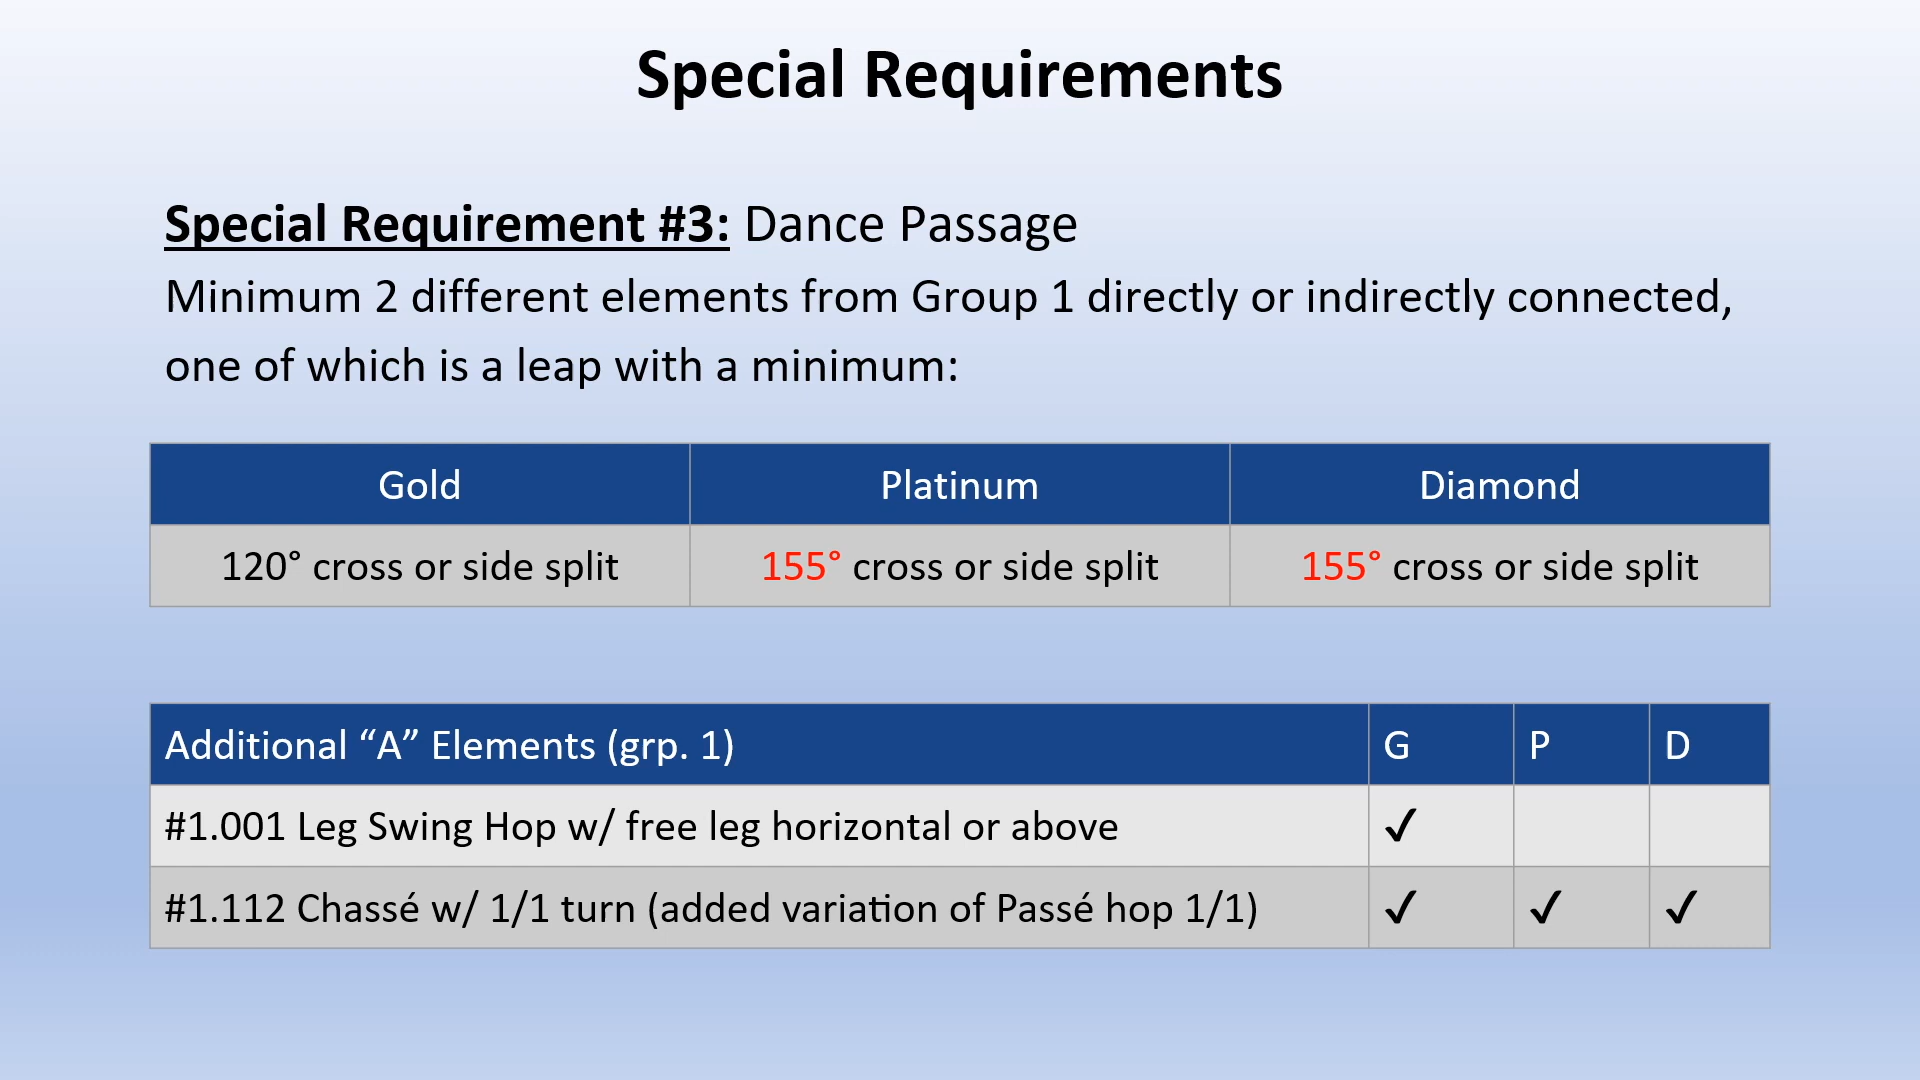 Special Requirements
Special Requirement #3: Dance Passage
Minimum 2 different elements from Group 1 directly or indirectly connected,
one of which is a leap with a minimum:
Gold Platinum Diamond
120° cross or side split 155° cross or side split 155° cross or side split
Additional “A” Elements (grp. 1) G P D
#1.001 Leg Swing Hop w/ free leg horizontal or above ✓
#1.112 Chassé w/ 1/1 turn (added variation of Passé hop 1/1) ✓ ✓ ✓